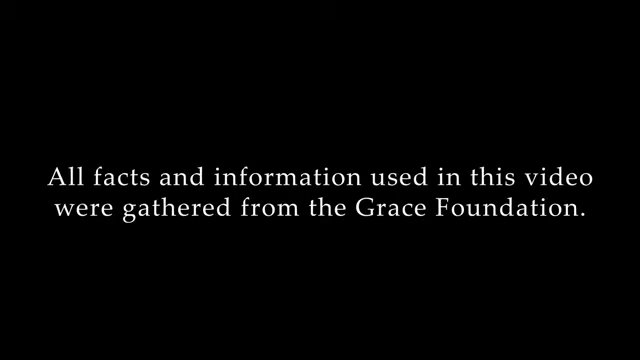 All facts and information used in this video
were gathered from the Grace Foundation.